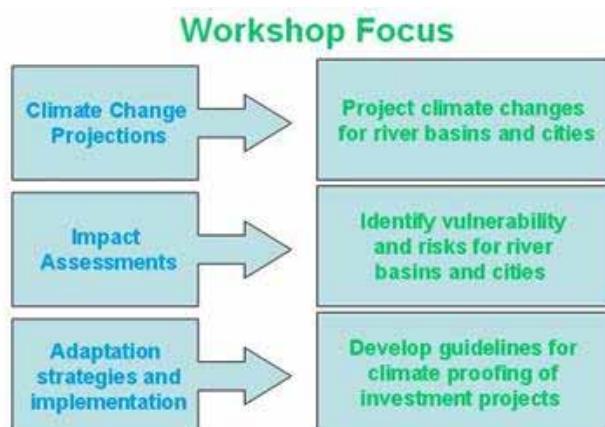 Workshop Focus
Climate Change
Projections
Project climate changes
for river basins and cities
Impact
Assessments
Identify vulnerability
and risks for river
basins and cities
Adaptation
strategies and
implementation
Develop guidelines for
climate proofing of
investment projects